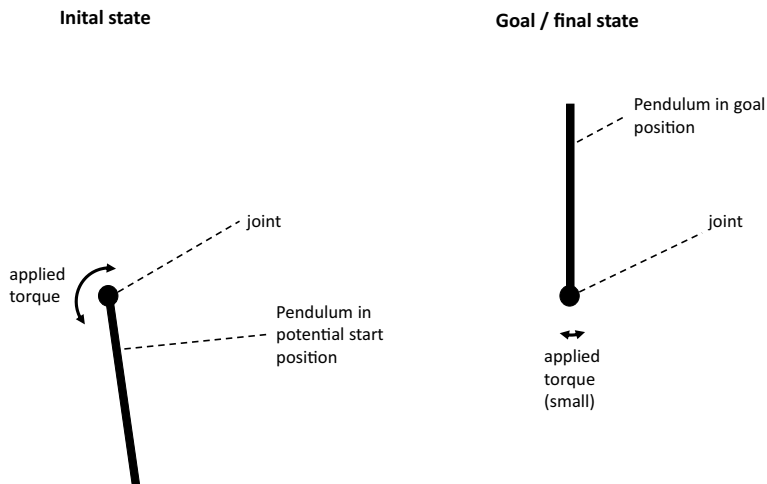 Inital state
Goal / final state
Pendulum in goal
position
joint
joint
applied
torque
Pendulum in
potential start
position
applied
torque
(small)